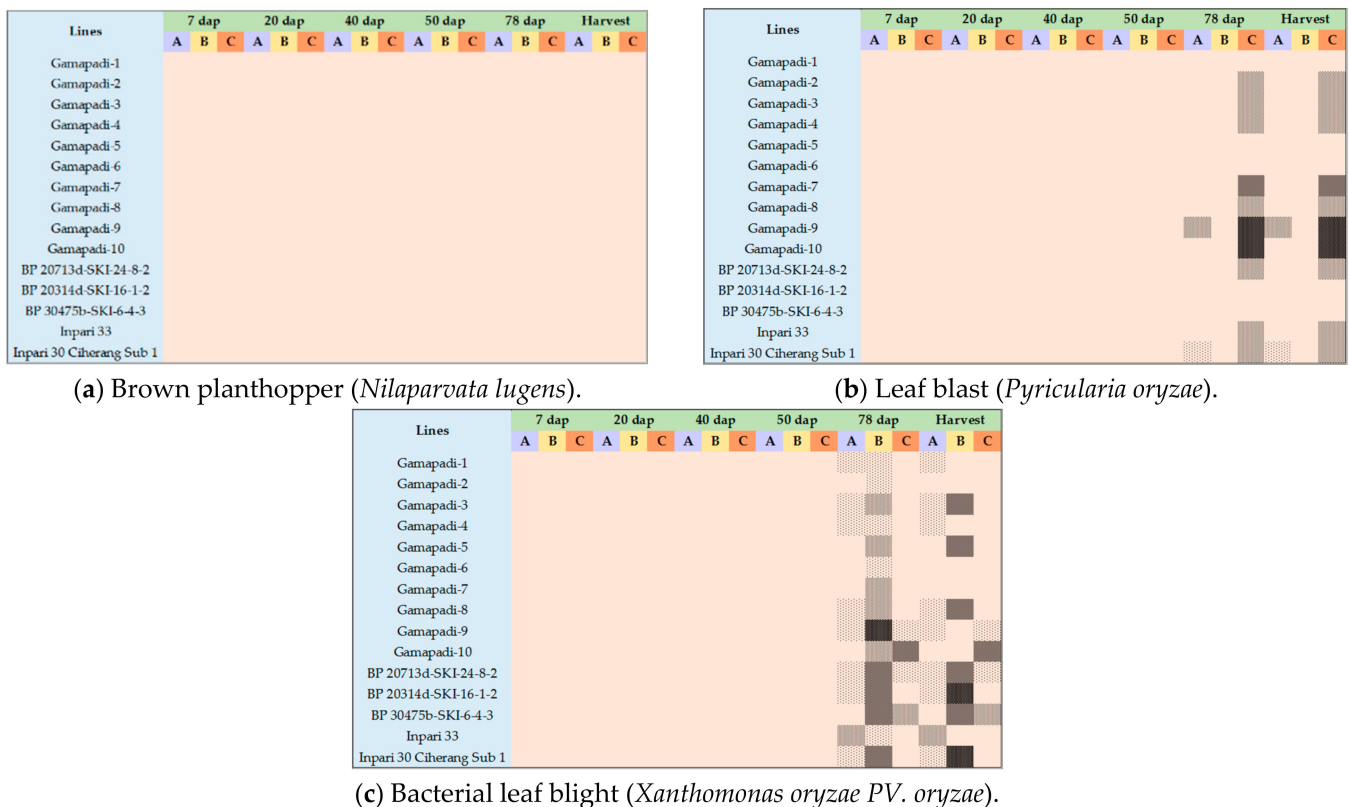 Lines 7 dap 20 dap 40 dap 50 dap 78 dap Harvest
A B C A B C A B C A B C A B C A B C
Gamapadi-1
Gamapadi-2
Gamapadi-3
Gamapadi-4
Gamapadi-5
Gamapadi-6
Gamapadi-7
Gamapadi-8
Gamapadi-9
Gamapadi-10
BP 20713d-SKI-24-8-2
BP 20314d-SKI-16-1-2
BP 30475b-SKI-6-4-3
Inpari 33
Inpari 30 Ciherang Sub 1
(a) Brown planthopper (Nilaparvata lugens).
Lines 7 dap 20 dap 40 dap 50 dap 78 dap Harvest
A B C A B C A B C A B C A B C A B C
Gamapadi-1
Gamapadi-2
Gamapadi-3
Gamapadi-4
Gamapadi-5
Gamapadi-6
Gamapadi-7
Gamapadi-8
Gamapadi-9
Gamapadi-10
BP 20713d-SKI-24-8-2
BP 20314d-SKI-16-1-2
BP 30475b-SKI-6-4-3
Inpari 33
Inpari 30 Ciherang Sub 1
(b) Leaf blast (Pyricularia oryzae).
Lines 7 dap 20 dap 40 dap 50 dap 78 dap Harvest
A B C A B C A B C A B C A B C A B C
Gamapadi-1
Gamapadi-2
Gamapadi-3
Gamapadi-4
Gamapadi-5
Gamapadi-6
Gamapadi-7
Gamapadi-8
Gamapadi-9
Gamapadi-10
BP 20713d-SKI-24-8-2
BP 20314d-SKI-16-1-2
BP 30475b-SKI-6-4-3
Inpari 33
Inpari 30 Ciherang Sub 1
(c) Bacterial leaf blight (Xanthomonas oryzae PV. oryzae).